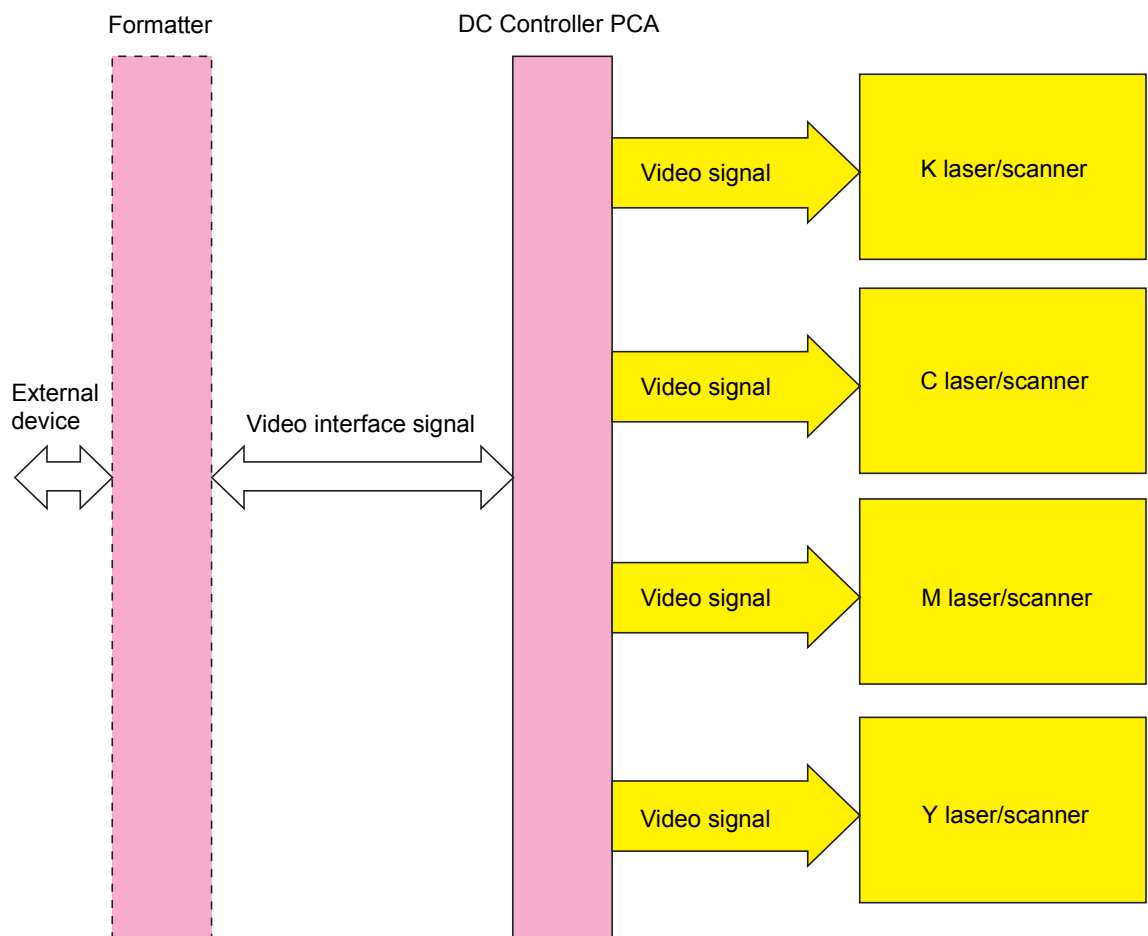 Formatter
DC Controller PCA
Video signal
K laser/scanner
Video signal
C laser/scanner
External
device
Video interface signal
Video signal
M laser/scanner
Video signal
Y laser/scanner